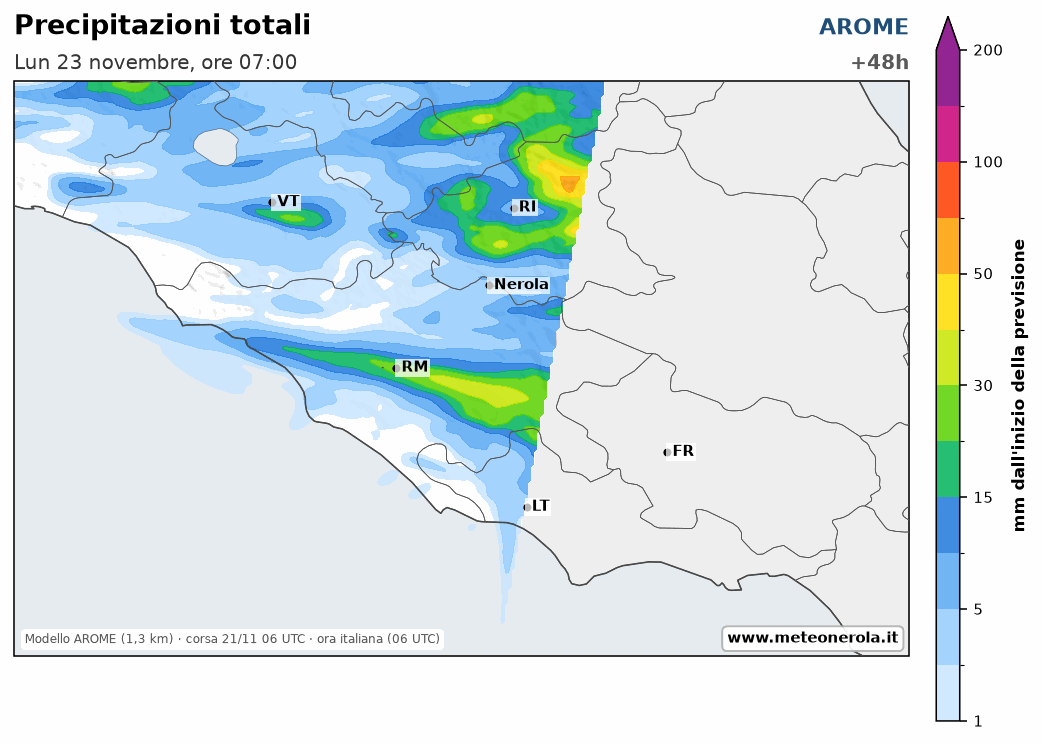 Precipitazioni totali
AROME
Lun 23 novembre, ore 07:00
+48h
200
100
50
30
15
5
1
mm dall'inizio della previsione
VT
RI
Nerola
RM
FR
LT
Modello AROME (1,3 km) · corsa 21/11 06 UTC · ora italiana (06 UTC)
www.meteonerola.it